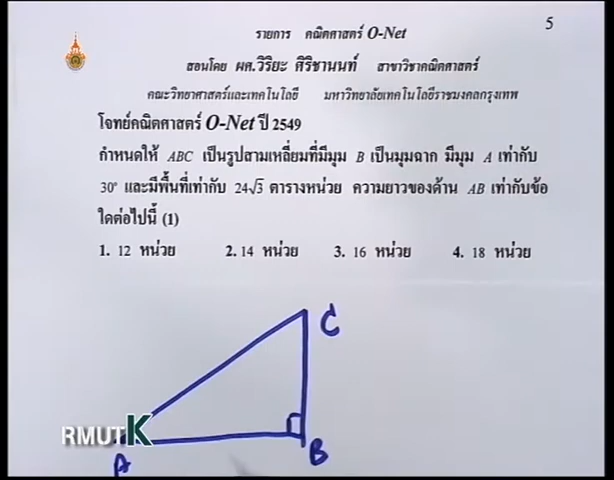 5
รายการ คณิตศาสตร์ O-Net
สอนโดย ผศ.วิริยะ ศิริชานนท์ สาขาวิชาคณิตศาสตร์
คณะวิทยาศาสตร์และเทคโนโลยี มหาวิทยาลัยเทคโนโลยีราชมงคลกรุงเทพ
โจทย์คณิตศาสตร์ O-Net ปี 2549
กำหนดให้ ABC เป็นรูปสามเหลี่ยมที่มีมุม B เป็นมุมฉาก มีมุม A เท่ากับ
30° และมีพื้นที่เท่ากับ 24√3 ตารางหน่วย ความยาวของด้าน AB เท่ากับข้อ
ใดต่อไปนี้ (1)
1. 12 หน่วย 2. 14 หน่วย 3. 16 หน่วย 4. 18 หน่วย
C
RMUTK
A B